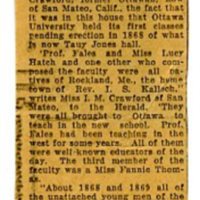 Crawford, former Ottawans, now
of San Mateo, Calif., the fact that
it was in this house that Ottawa
University held its first classes
pending erection in 1868 of what
is now Tauy Jones hall.
"Prof. Fales and Miss Lucy
Hatch and one other who com-
posed the faculty were all na-
tives of Rockland, Me., the home
town of the Rev. I. S. Kalloch,"
writes Miss I. M. Crawford of San
Mateo, to the Herald. "They
were all brought to Ottawa to
teach in the new school. Prof.
Fales had been teaching in the
west for some years. All of them
were well-known educators of the
day. The third member of the
faculty was a Miss Fannie Thom-
as.
"About 1868 and 1869 all of
the unattached young men of the